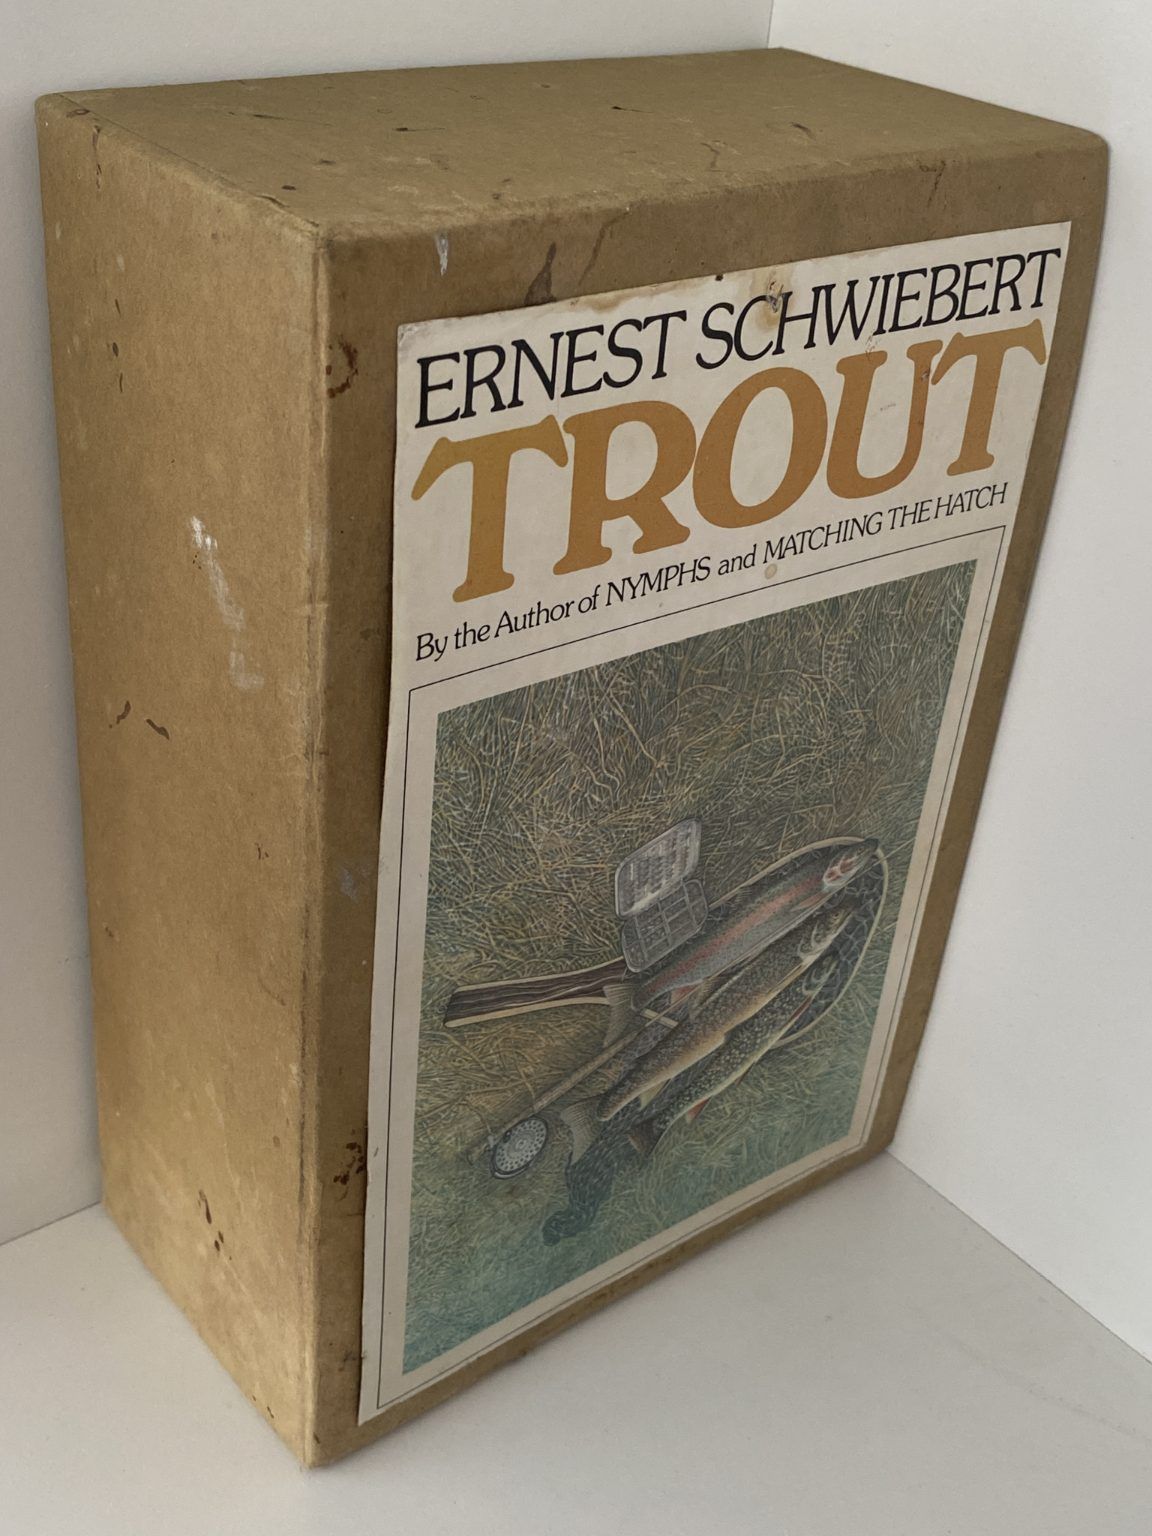 ERNEST SCHWIEBERT
TROUT
By the Author of NYMPHS and MATCHING THE HATCH